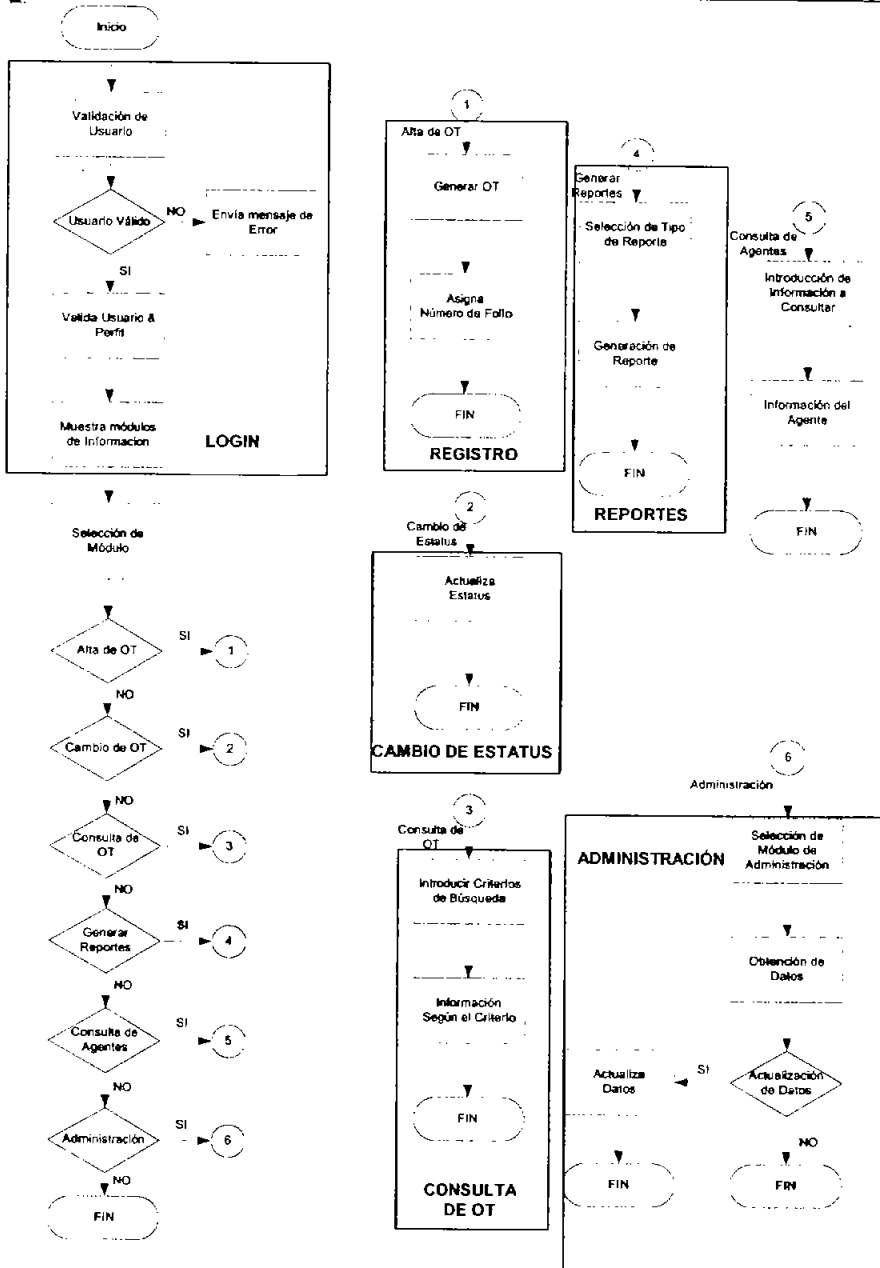 Inicio
Validación de
Usuario
Usuario Válido
NO
Envía mensaje de
Error
SI
Valida Usuario &
Perfil
Muestra módulos
de Informacion
LOGIN
Selección de
Módulo
Alta de OT
SI
1
NO
Cambio de OT
SI
2
NO
Consulta de
OT
SI
3
NO
Generar
Reportes
SI
4
NO
Consulta de
Agentes
SI
5
NO
Administración
SI
6
NO
FIN
1
Alta de OT
Generar OT
Asigna
Número de Folio
FIN
REGISTRO
2
Cambio de
Estatus
Actualiza
Estatus
FIN
CAMBIO DE ESTATUS
3
Consulta de
OT
Introducir Criterios
de Búsqueda
Información
Según el Criterio
FIN
CONSULTA
DE OT
4
Generar
Reportes
Selección de Tipo
de Reporte
Generación de
Reporte
FIN
REPORTES
5
Consulta de
Agentes
Introducción de
Información a
Consultar
Información del
Agente
FIN
6
Administración
ADMINISTRACIÓN
Selección de
Módulo de
Administración
Obtención de
Datos
Actualización
de Datos
SI
Actualiza
Datos
NO
FIN
FIN